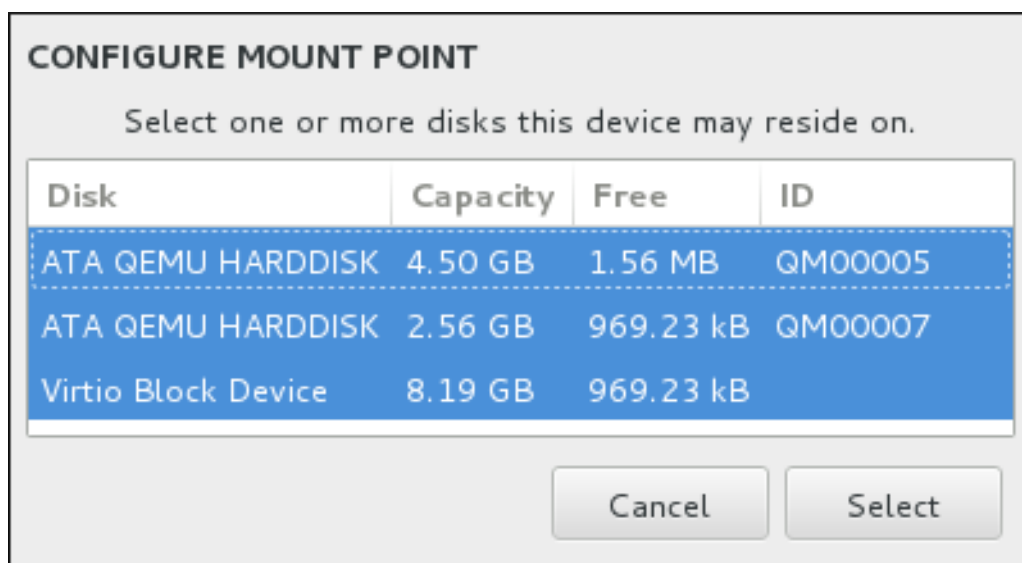 CONFIGURE MOUNT POINT
Select one or more disks this device may reside on.
Disk Capacity Free ID
ATA QEMU HARDDISK 4.50 GB 1.56 MB QM00005
ATA QEMU HARDDISK 2.56 GB 969.23 kB QM00007
Virtio Block Device 8.19 GB 969.23 kB
Cancel Select